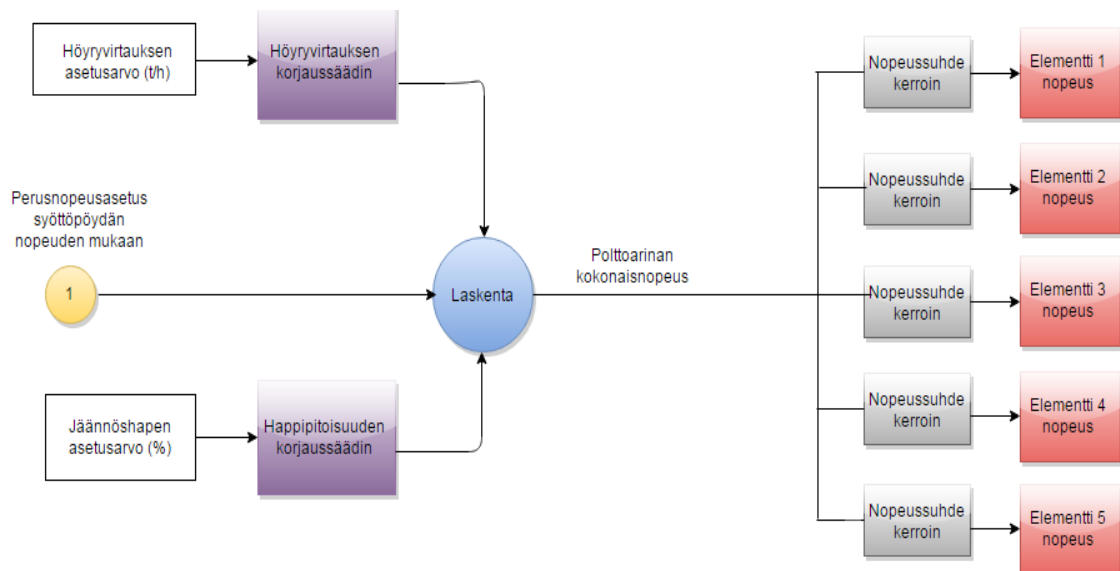 Höyryvirtauksen
asetusarvo (t/h)
Höyryvirtauksen
korjaussäädin
Perusnopeusasetus
syöttöpöydän
nopeuden mukaan
1
Jäännöshapen
asetusarvo (%)
Happipitoisuuden
korjaussäädin
Laskenta
Polttoarinan
kokonaisnopeus
Nopeussuhde
kerroin
Elementti 1
nopeus
Nopeussuhde
kerroin
Elementti 2
nopeus
Nopeussuhde
kerroin
Elementti 3
nopeus
Nopeussuhde
kerroin
Elementti 4
nopeus
Nopeussuhde
kerroin
Elementti 5
nopeus